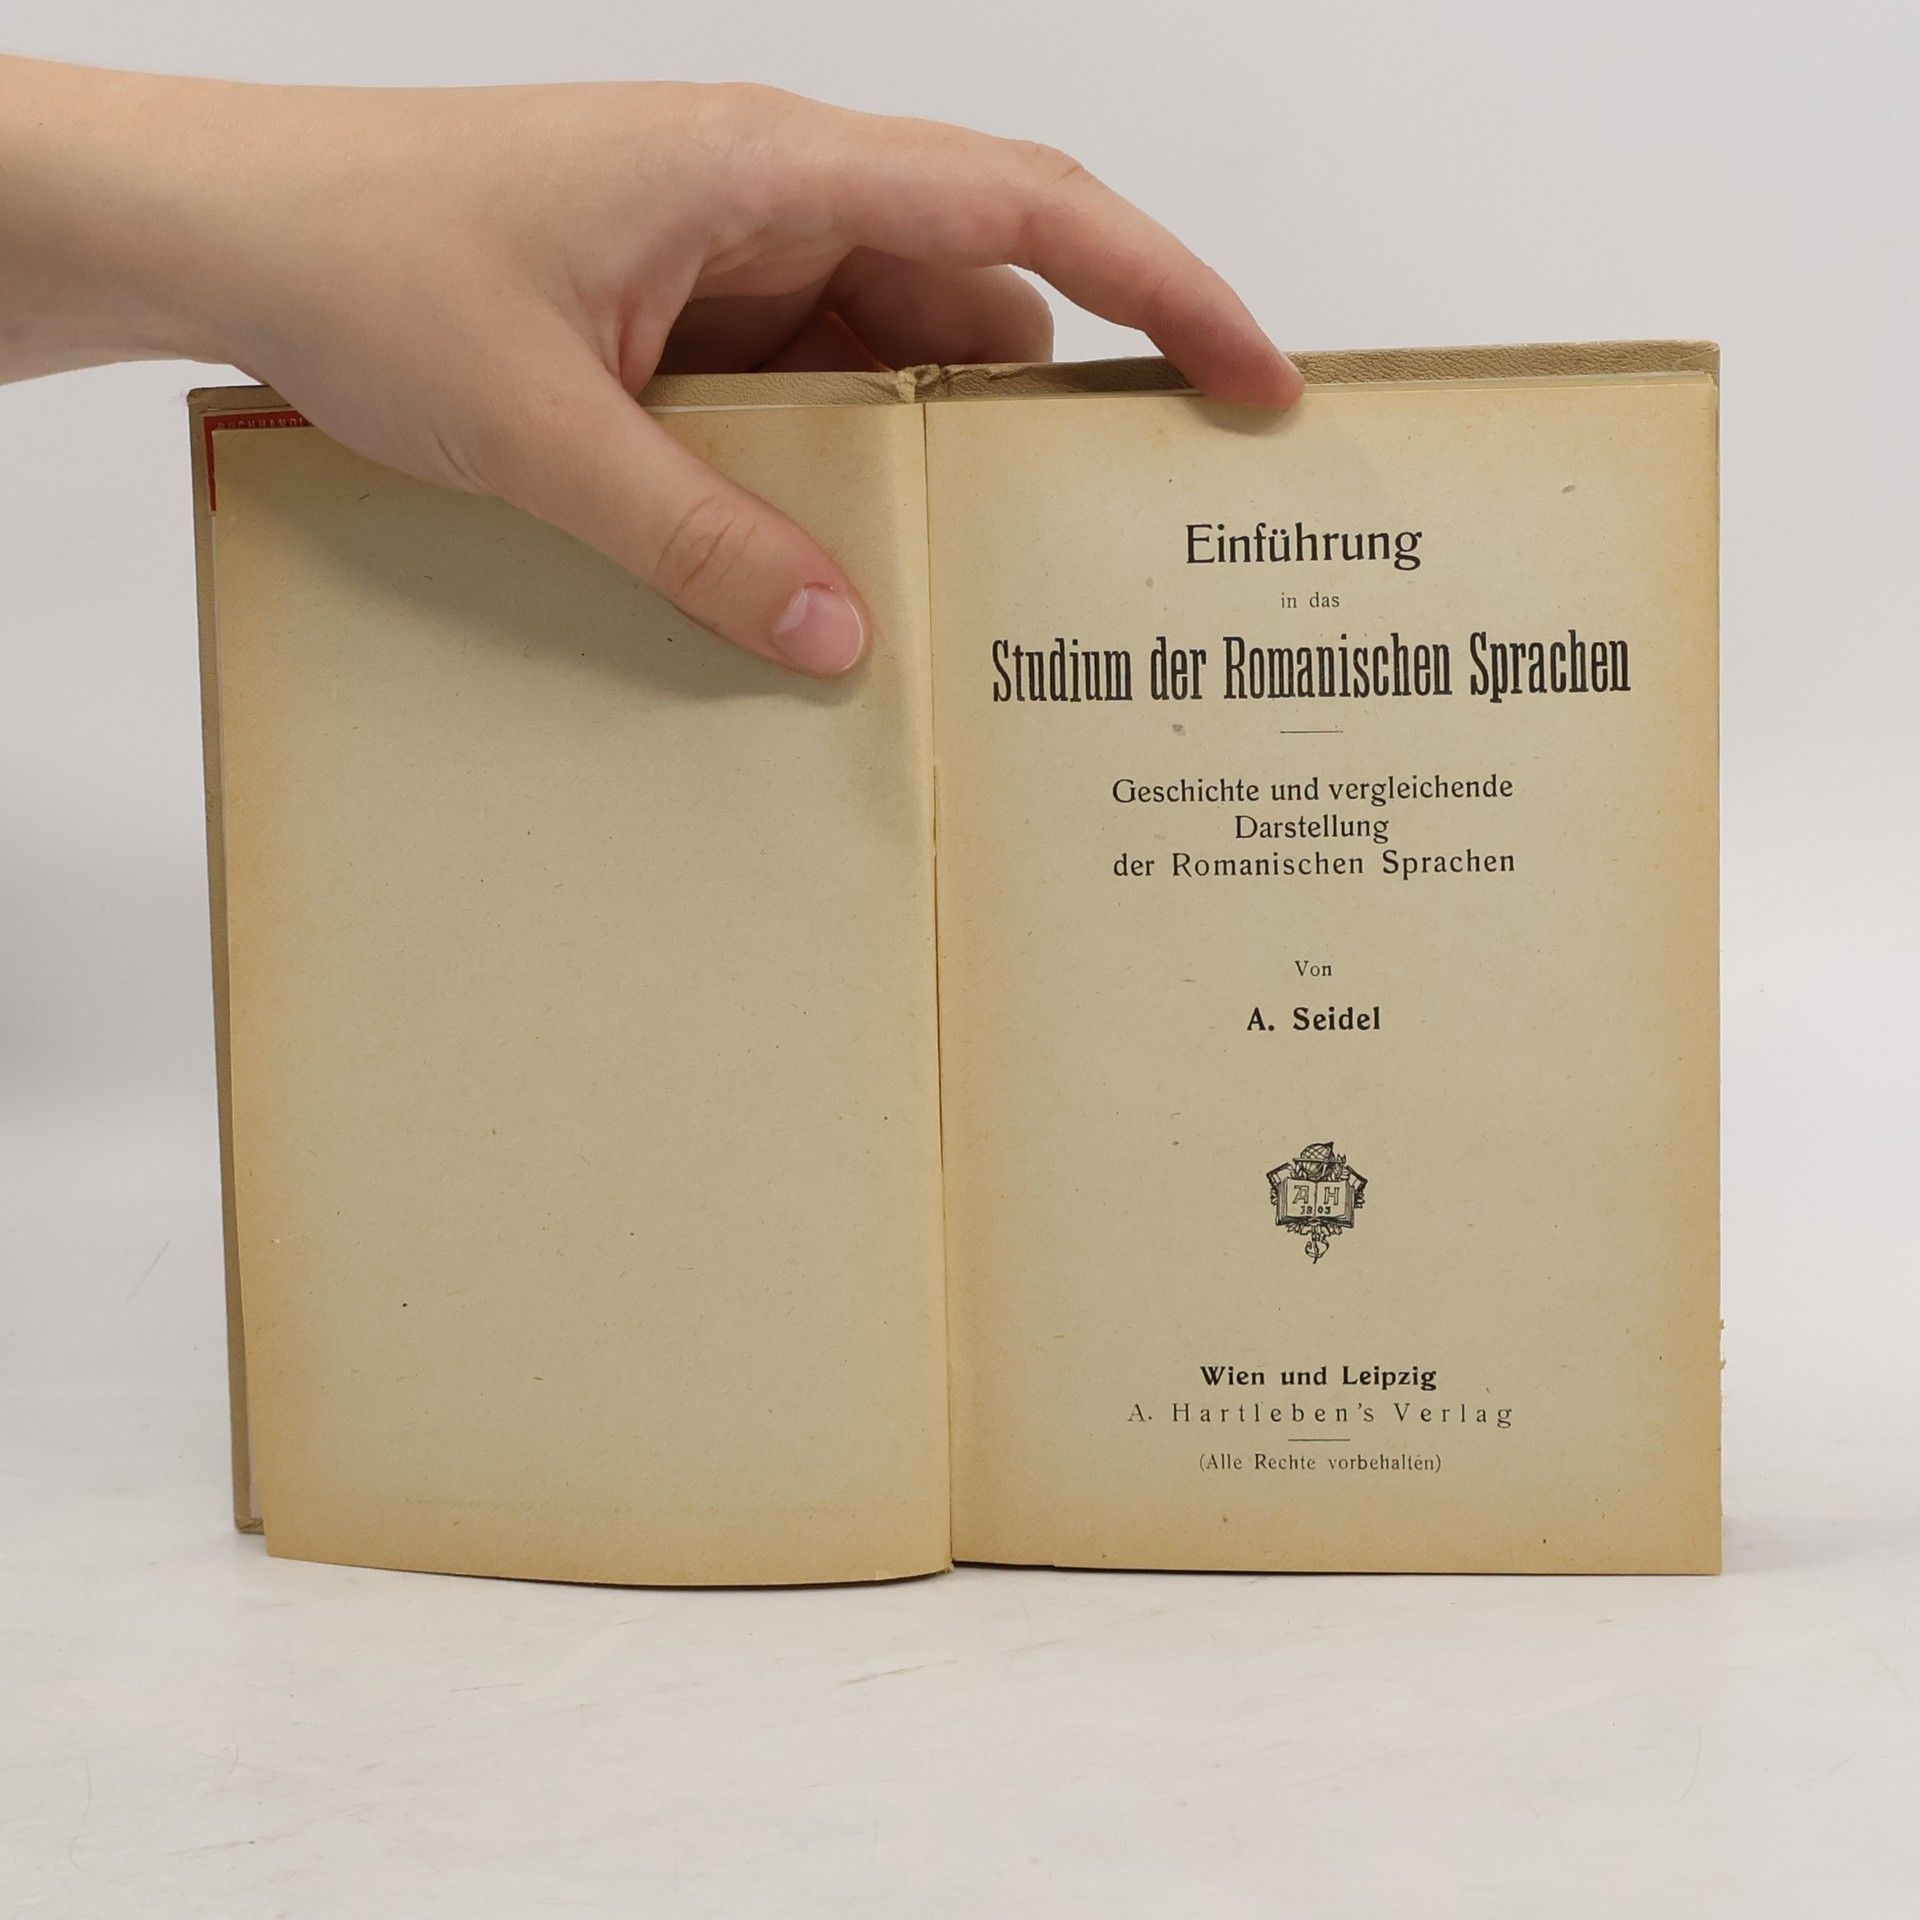 Einführung
in das
Studium der Romanischen Sprachen
Geschichte und vergleichende
Darstellung
der Romanischen Sprachen
Von
A. Seidel
A H
1803
Wien und Leipzig
A. Hartleben's Verlag
(Alle Rechte vorbehalten)